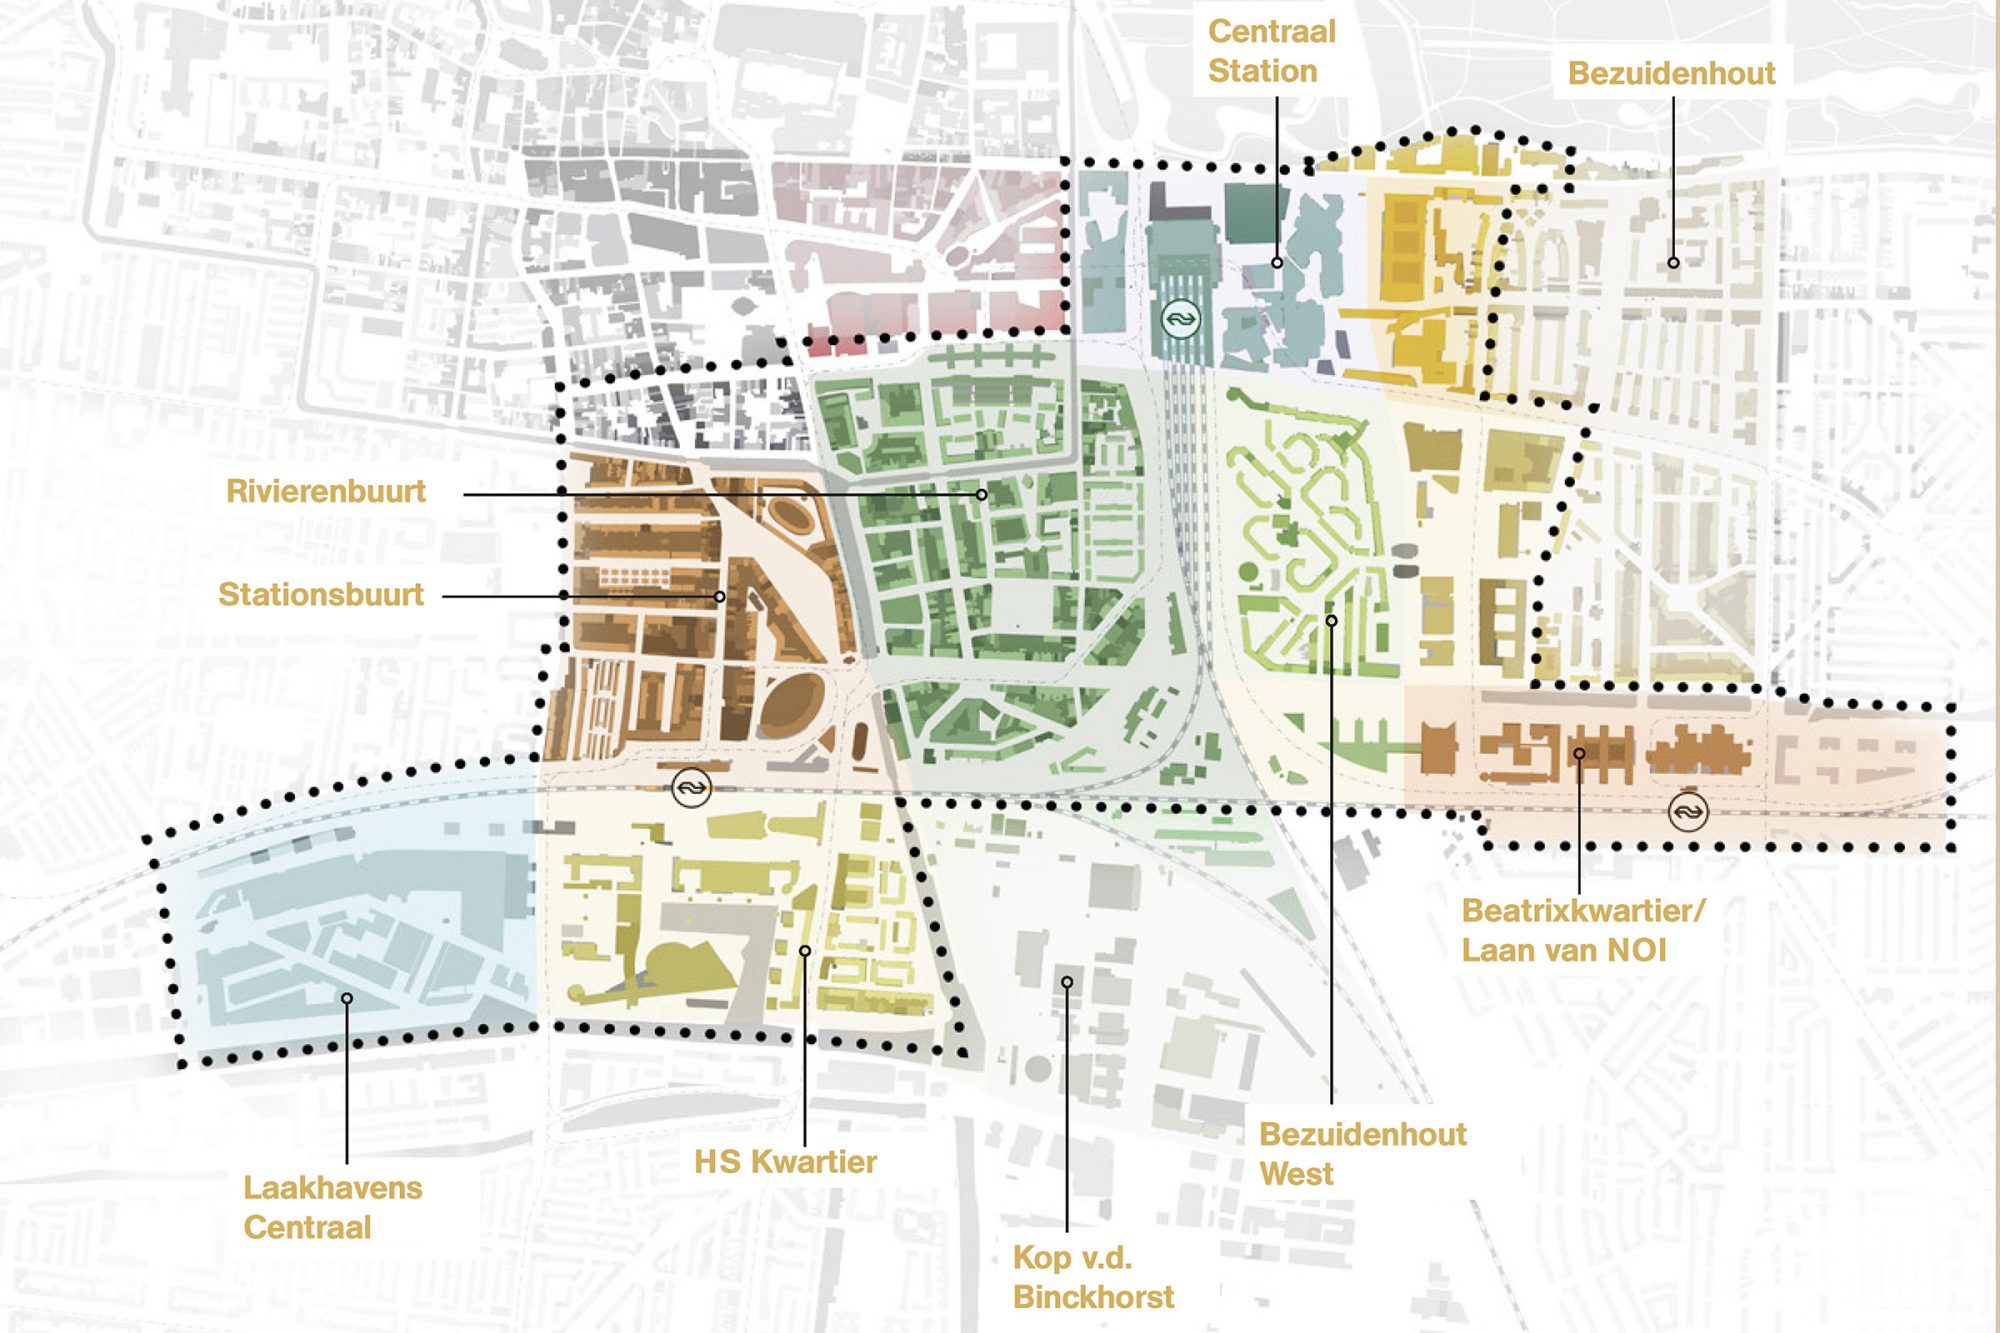 Centraal
Station
Bezuidenhout
Rivierenbuurt
Stationsbuurt
Beatrixkwartier/
Laan van NOI
Bezuidenhout
West
HS Kwartier
Laakhavens
Centraal
Kop v.d.
Binckhorst